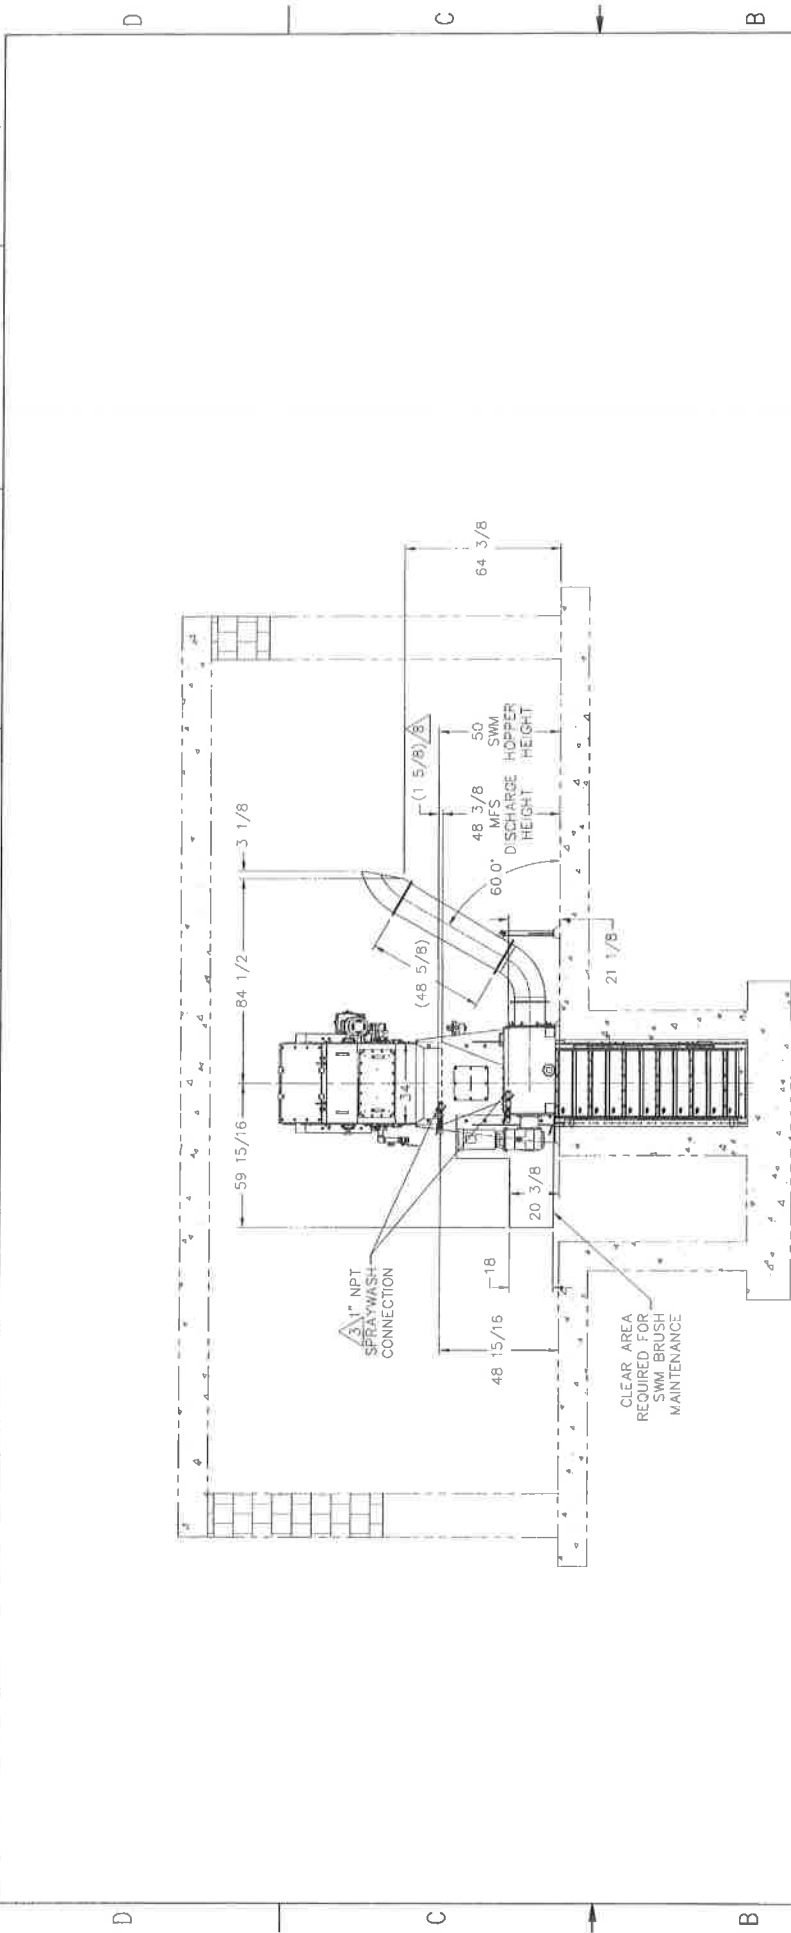 D
C
B
59 15/16
84 1/2
3 1/8
3
1" NPT
SPRAYWASH
CONNECTION
34
(48 5/8)
60.0°
(1 5/8)
8
64 3/8
48 3/8
MFS
DISCHARGE
HEIGHT
50
SWM
HOPPER
HEIGHT
48 15/16
18
20 3/8
21 1/8
CLEAR AREA
REQUIRED FOR
SWM BRUSH
MAINTENANCE
D
C
B